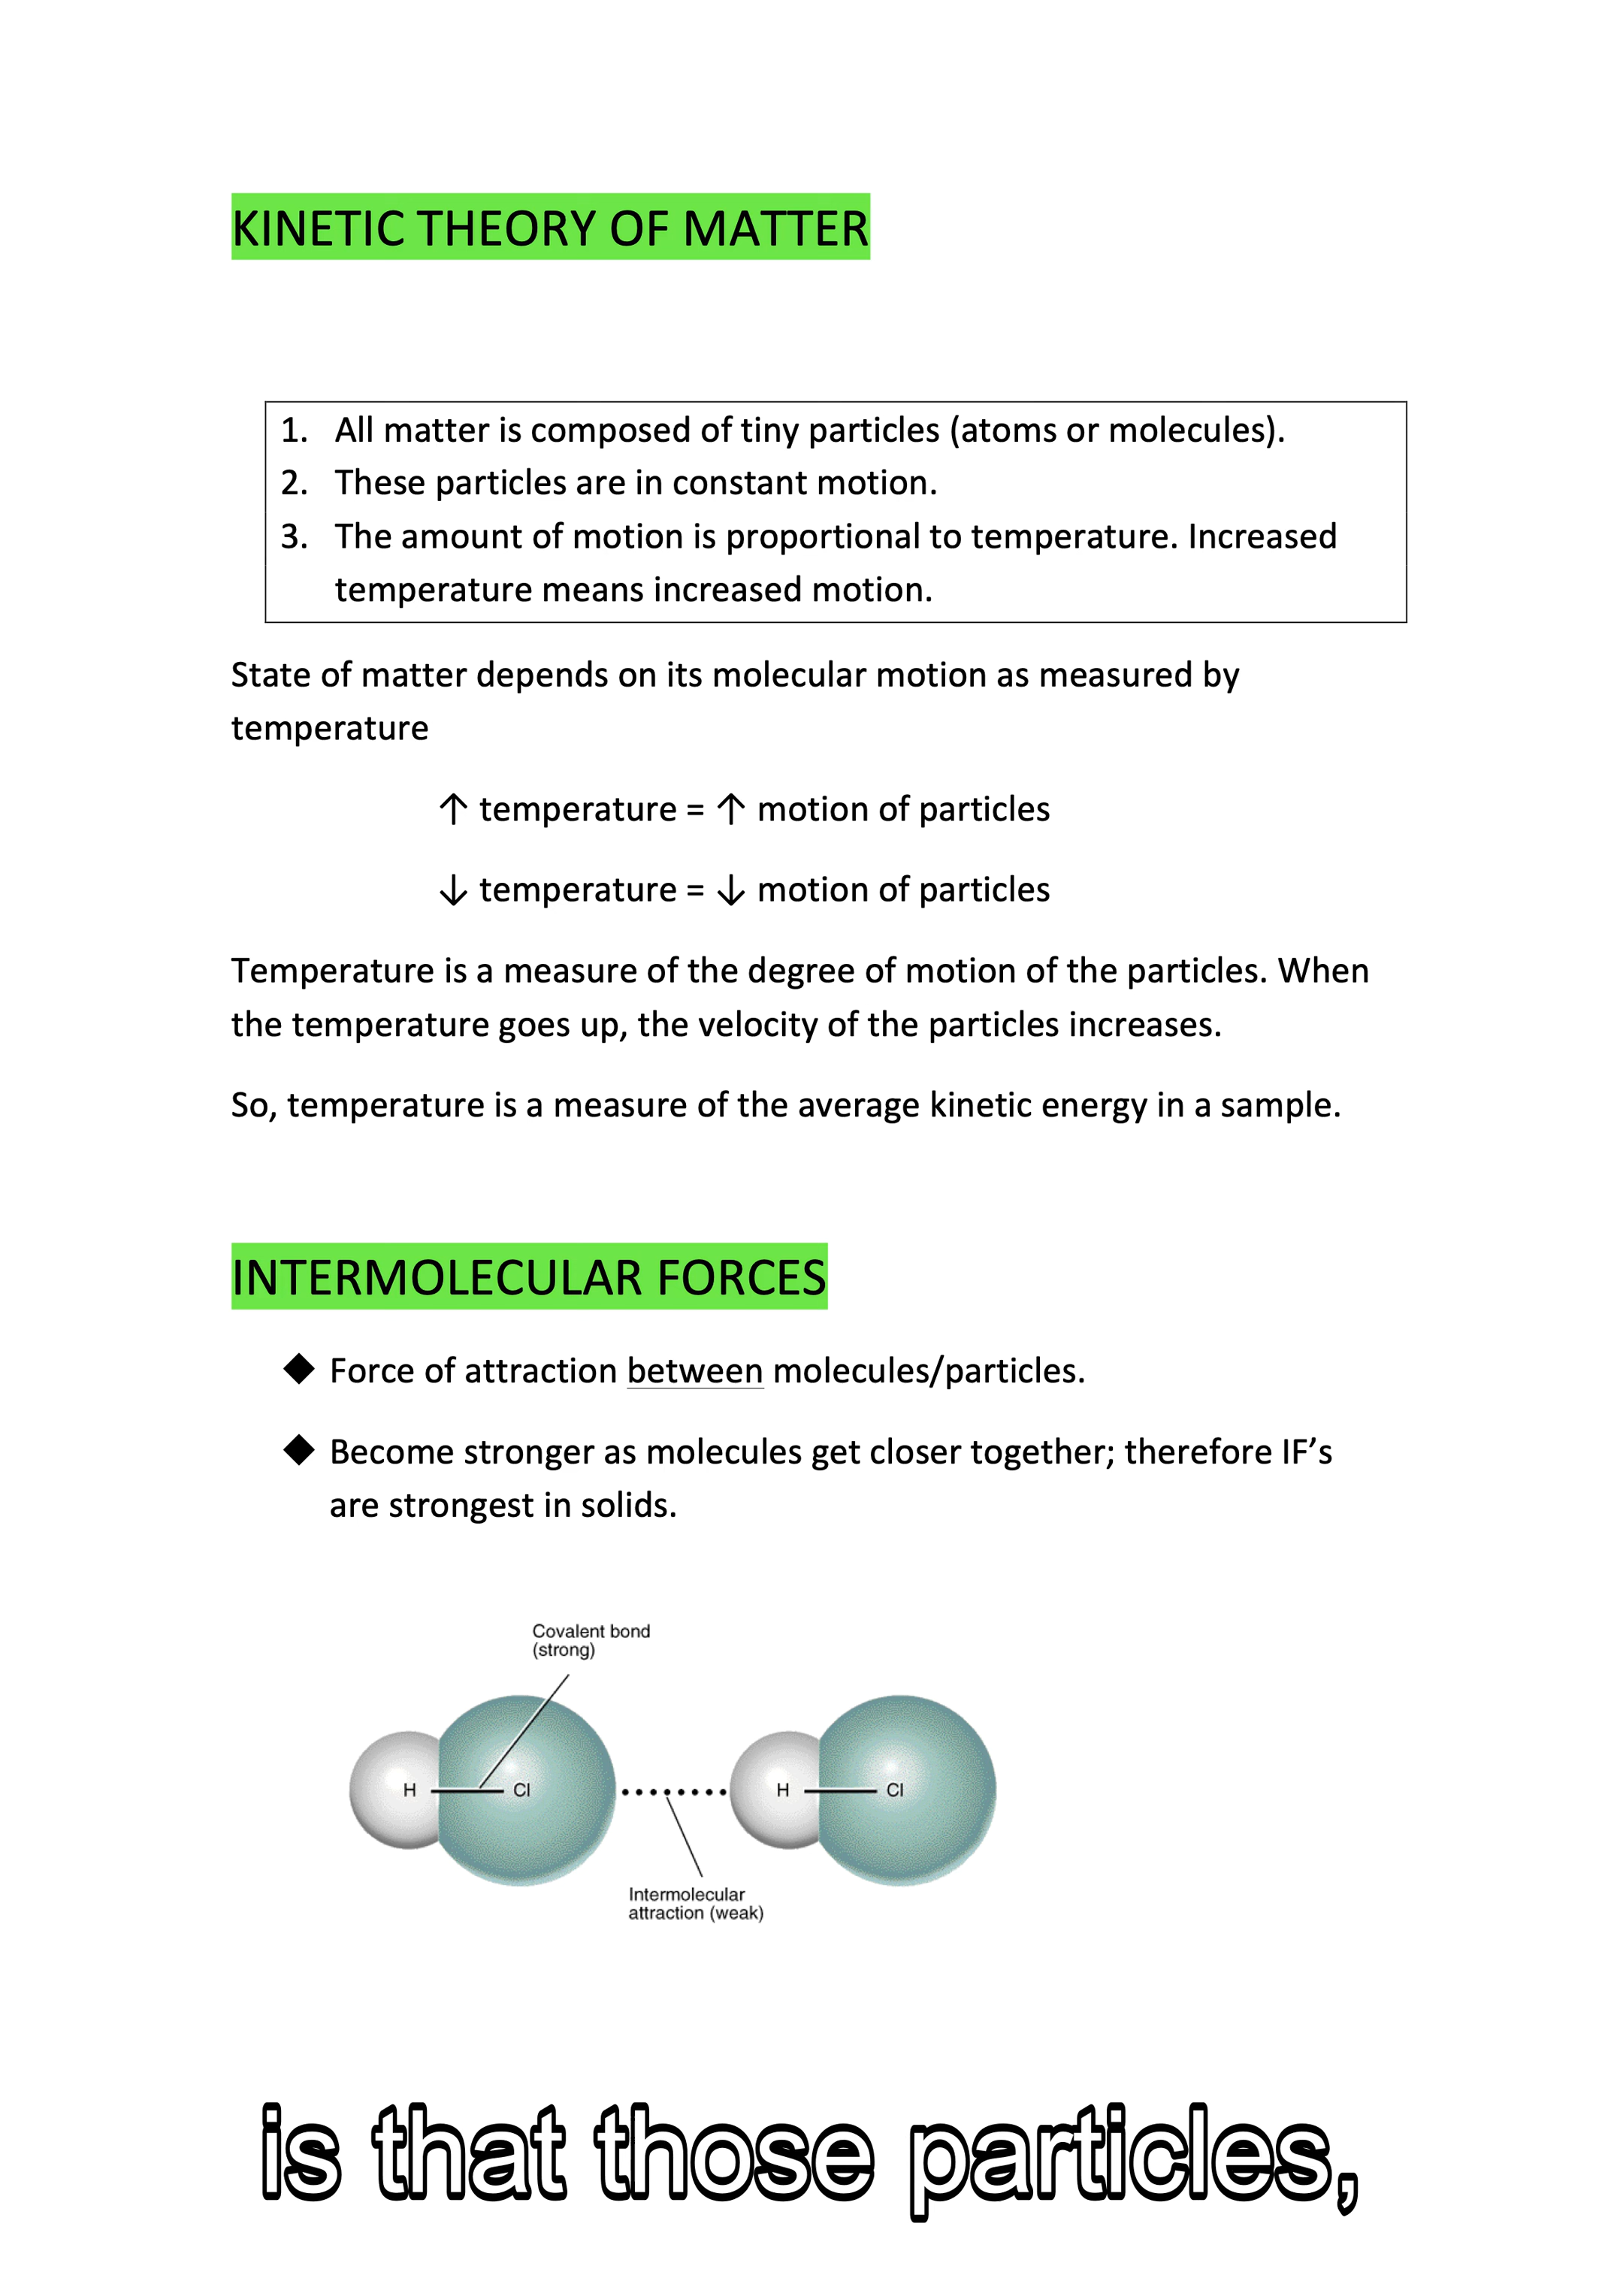 KINETIC THEORY OF MATTER
1. All matter is composed of tiny particles (atoms or molecules).
2. These particles are in constant motion.
3. The amount of motion is proportional to temperature. Increased
temperature means increased motion.
State of matter depends on its molecular motion as measured by
temperature
↑ temperature = ↑ motion of particles
↓ temperature = ↓ motion of particles
Temperature is a measure of the degree of motion of the particles. When
the temperature goes up, the velocity of the particles increases.
So, temperature is a measure of the average kinetic energy in a sample.
INTERMOLECULAR FORCES
◆ Force of attraction between molecules/particles.
◆ Become stronger as molecules get closer together; therefore IF’s
are strongest in solids.
Covalent bond
(strong)
H Cl H Cl
Intermolecular
attraction (weak)
is that those particles,